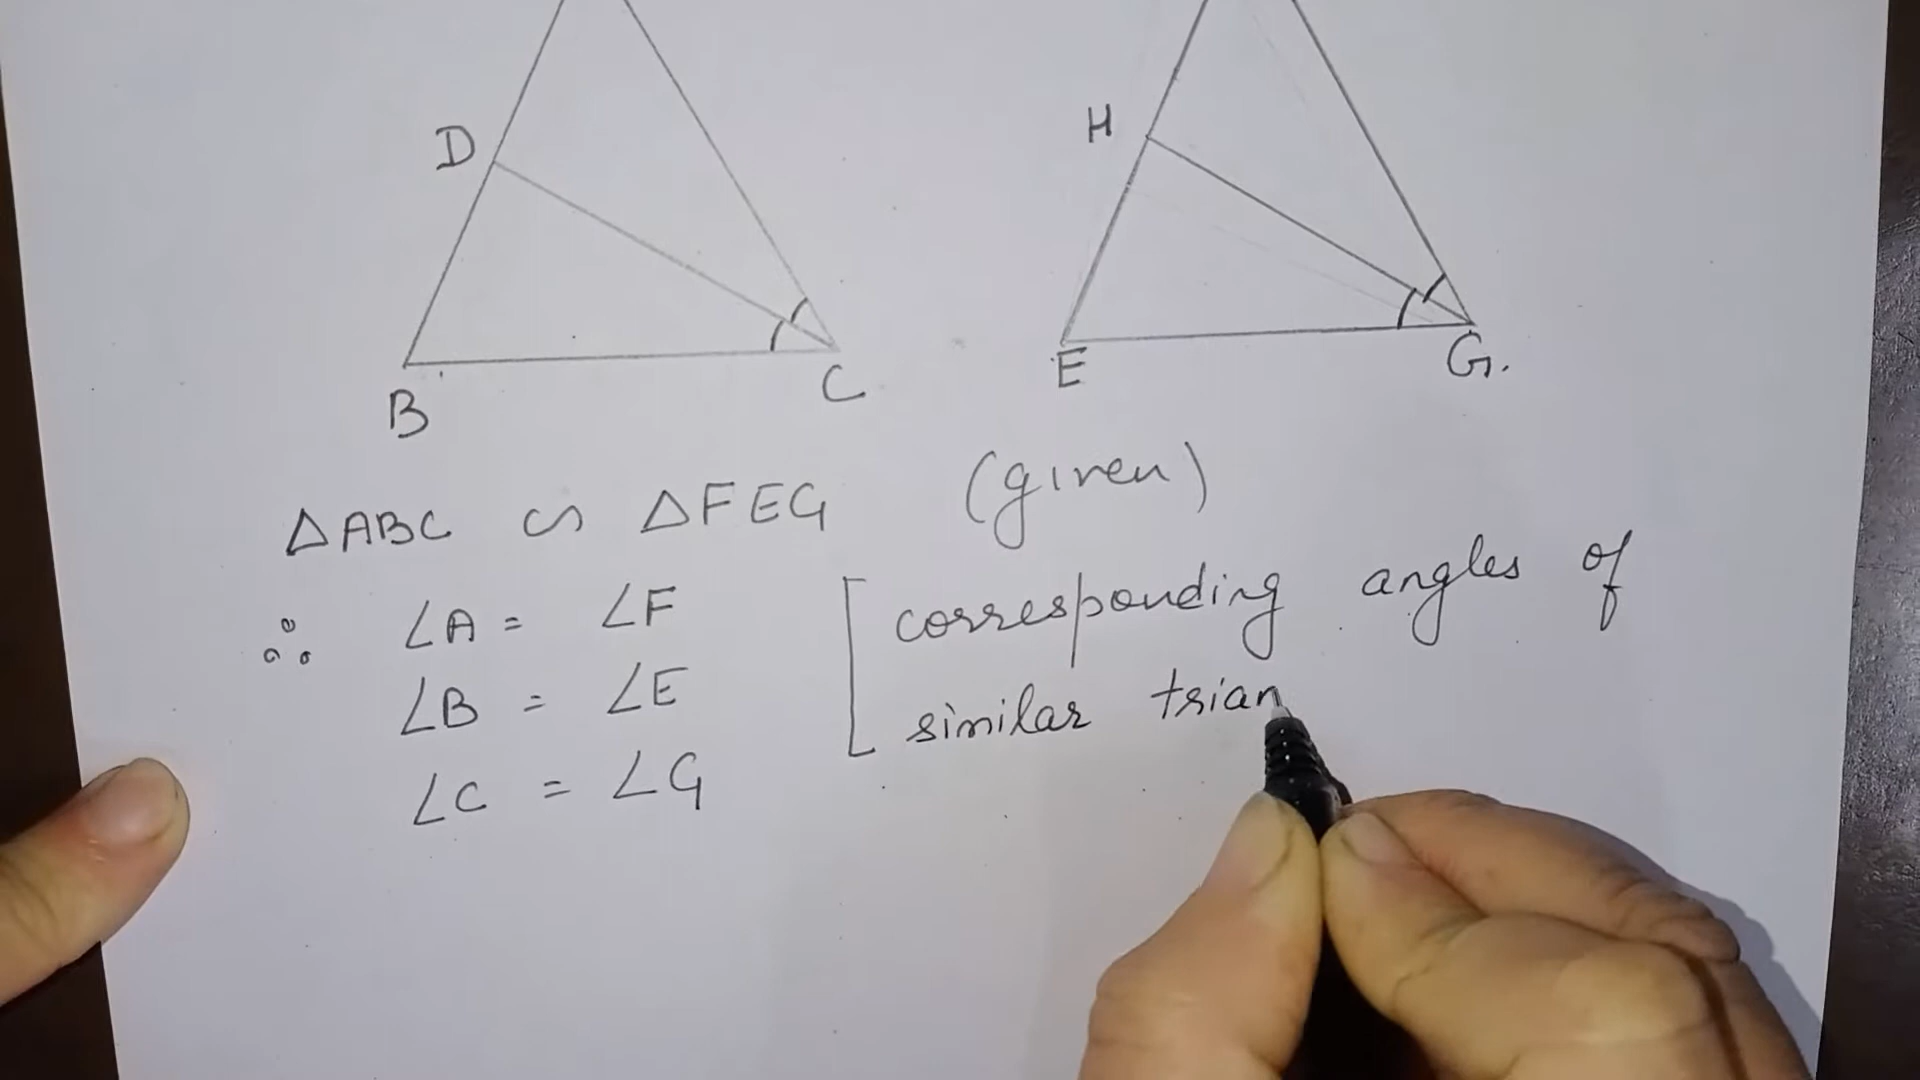 D
H
B
C
E
G.
△ABC ∽ △FEG (given)
∴ ∠A = ∠F [corresponding angles of
∠B = ∠E similar trian
∠C = ∠G